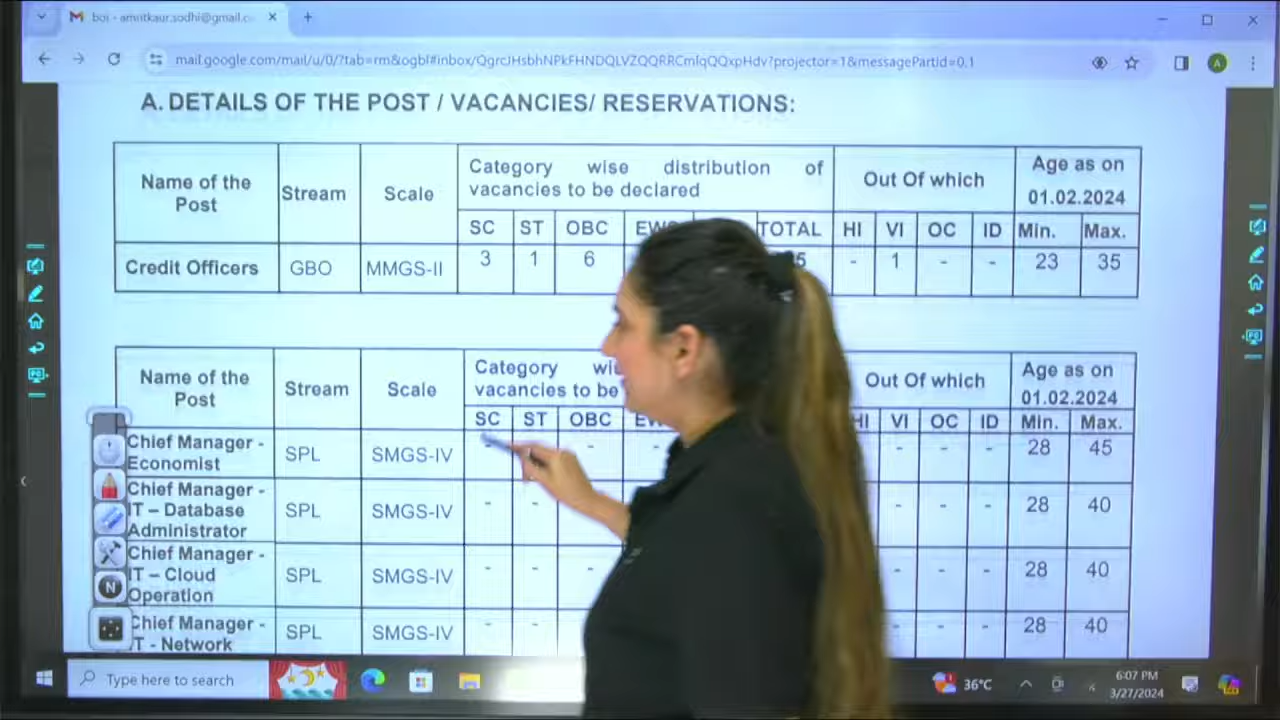 boi - amritkaur.sodhi@gmail.c
mail.google.com/mail/u/0/?tab=rm&ogbl#inbox/QgrcJHsbhNPkFHNDQLVZQQRRCmlqQQxpHdv?projector=1&messagePartId=0.1
A
A. DETAILS OF THE POST / VACANCIES/ RESERVATIONS:
Name of the Post Stream Scale Category wise distribution of vacancies to be declared Out Of which Age as on 01.02.2024
SC ST OBC TOTAL HI VI OC ID Min. Max.
Credit Officers GBO MMGS-II 3 1 6 - 1 - - 23 35
Name of the Post Stream Scale Category vacancies to be Out Of which Age as on 01.02.2024
SC ST OBC HI VI OC ID Min. Max.
Chief Manager - Economist SPL SMGS-IV - - - - - - 28 45
Chief Manager - IT – Database Administrator SPL SMGS-IV - - - - - - 28 40
Chief Manager - IT – Cloud Operation SPL SMGS-IV - - - - - - 28 40
Chief Manager - IT - Network SPL SMGS-IV - - - - - - 28 40
N
Type here to search
36°C
6:07 PM
3/27/2024